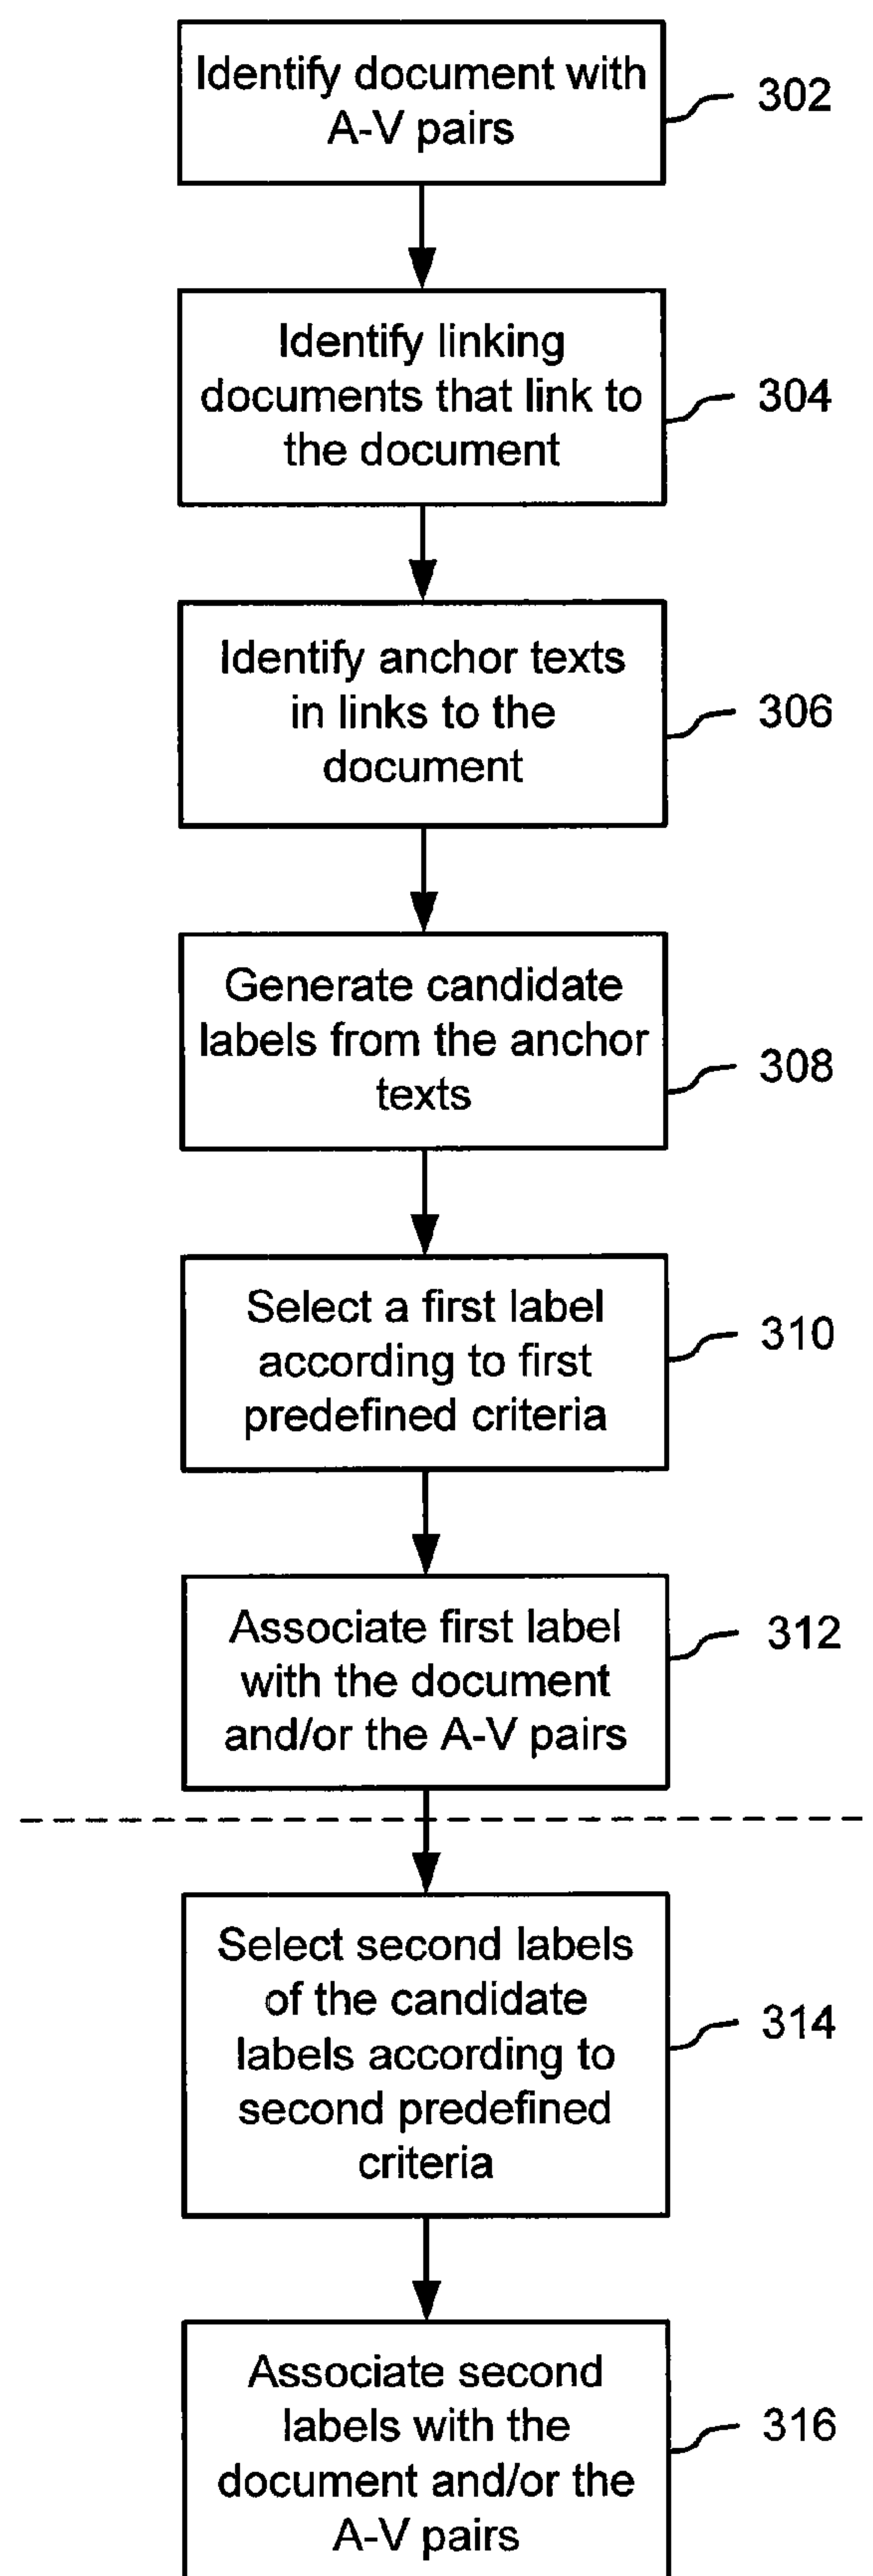 Identify document with
A-V pairs
302
Identify linking
documents that link to
the document
304
Identify anchor texts
in links to the
document
306
Generate candidate
labels from the anchor
texts
308
Select a first label
according to first
predefined criteria
310
Associate first label
with the document
and/or the A-V pairs
312
Select second labels
of the candidate
labels according to
second predefined
criteria
314
Associate second
labels with the
document and/or the
A-V pairs
316